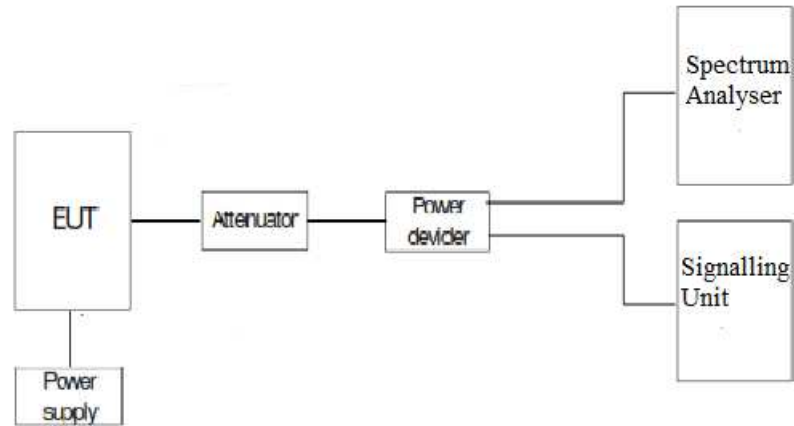 Spectrum
Analyser
EUT
Attenuator
Power
devider
Signalling
Unit
Power
supply